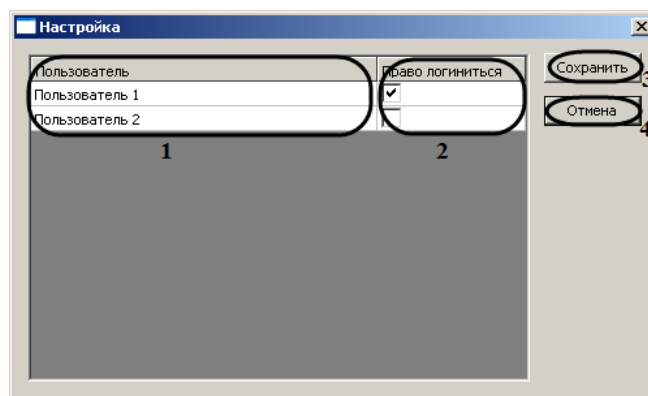 Настройка
Пользователь Право логиниться
Пользователь 1
Пользователь 2
1 2
Сохранить 3
Отмена 4